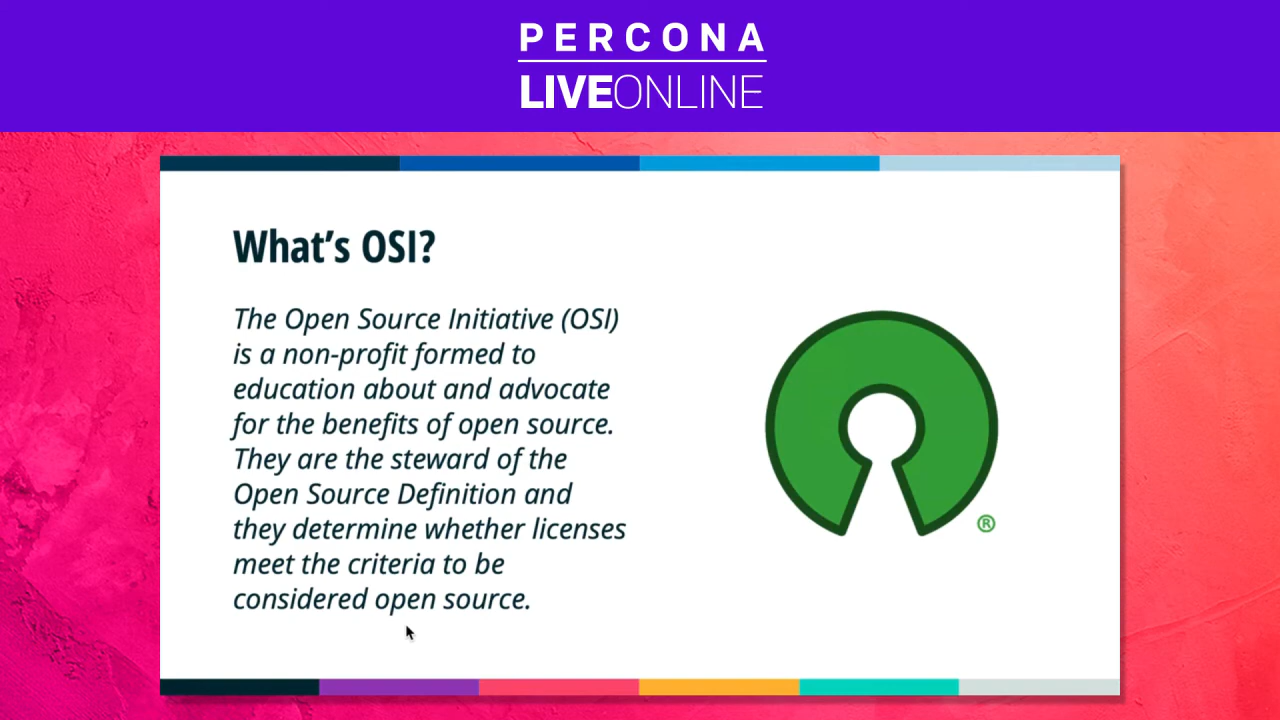 PERCONA
LIVEONLINE
What’s OSI?
The Open Source Initiative (OSI)
is a non-profit formed to
education about and advocate
for the benefits of open source.
They are the steward of the
Open Source Definition and
they determine whether licenses
meet the criteria to be
considered open source.
®